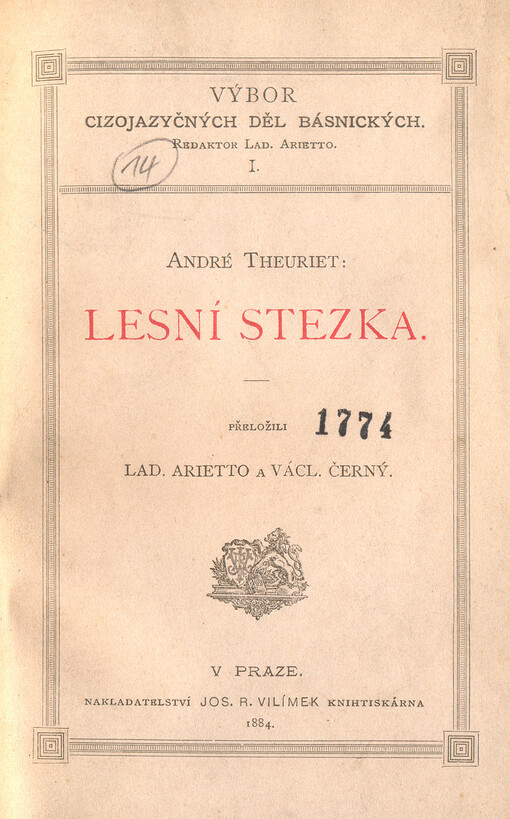 VÝBOR
CIZOJAZYČNÝCH DĚL BÁSNICKÝCH.
REDAKTOR LAD. ARIETTO.
14
I.
ANDRÉ THEURIET:
LESNÍ STEZKA.
PŘELOŽILI
1774
LAD. ARIETTO A VÁCL. ČERNÝ.
V PRAZE.
NAKLADATELSTVÍ JOS. R. VILÍMEK KNIHTISKÁRNA
1884.